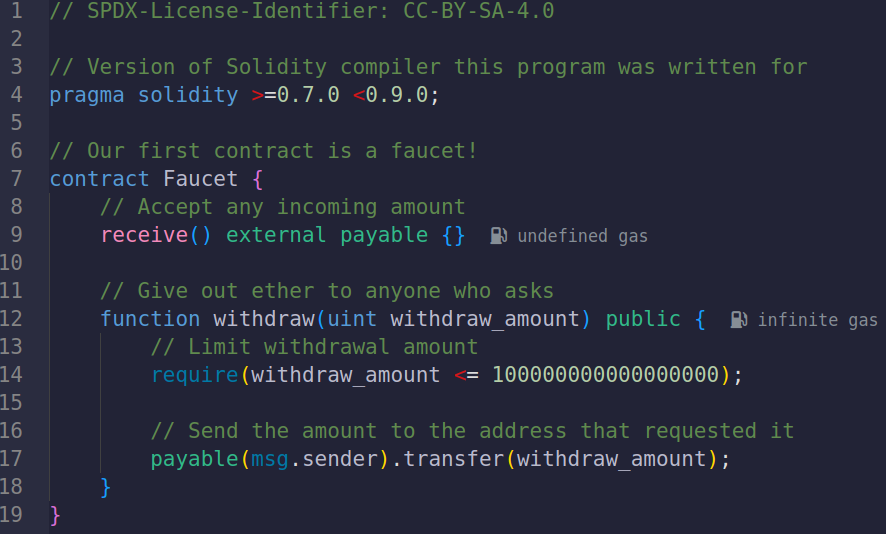 1 // SPDX-License-Identifier: CC-BY-SA-4.0
2
3 // Version of Solidity compiler this program was written for
4 pragma solidity >=0.7.0 <0.9.0;
5
6 // Our first contract is a faucet!
7 contract Faucet {
8 // Accept any incoming amount
9 receive() external payable {} undefined gas
10
11 // Give out ether to anyone who asks
12 function withdraw(uint withdraw_amount) public { infinite gas
13 // Limit withdrawal amount
14 require(withdraw_amount <= 100000000000000000);
15
16 // Send the amount to the address that requested it
17 payable(msg.sender).transfer(withdraw_amount);
18 }
19 }